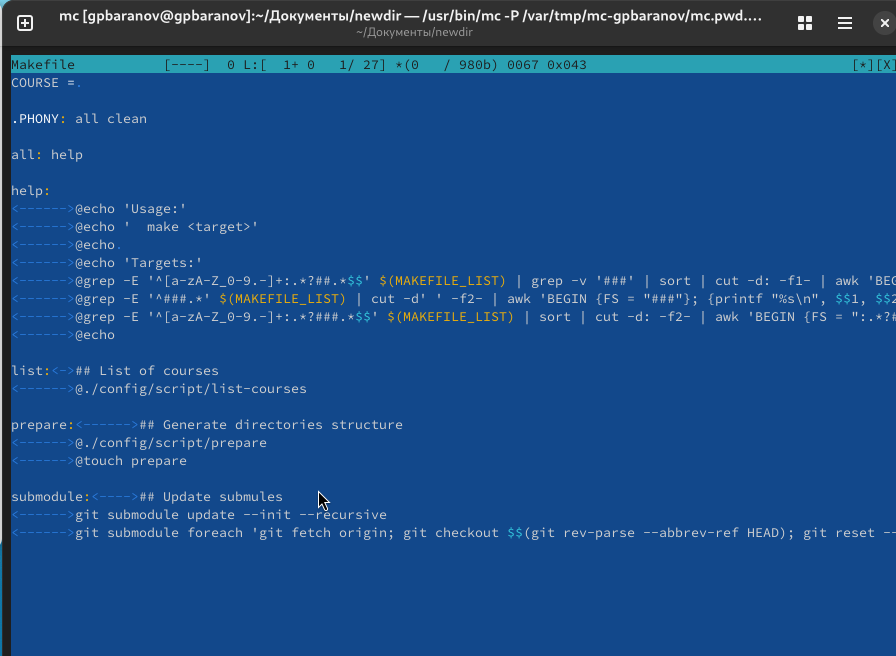 mc [gpbaranov@gpbaranov]:~/Документы/newdir — /usr/bin/mc -P /var/tmp/mc-gpbaranov/mc.pwd....
~/Документы/newdir
Makefile [----] 0 L:[ 1+ 0 1/ 27] *(0 / 980b) 0067 0x043 [*][X]
COURSE =.
.PHONY: all clean
all: help
help:
<------>@echo 'Usage:'
<------>@echo '  make <target>'
<------>@echo.
<------>@echo 'Targets:'
<------>@grep -E '^[a-zA-Z_0-9.-]+:.*?##.*$$' $(MAKEFILE_LIST) | grep -v '###' | sort | cut -d: -f1- | awk 'BEG
<------>@grep -E '^###.*' $(MAKEFILE_LIST) | cut -d' ' -f2- | awk 'BEGIN {FS = "###"}; {printf "%s\n", $$1, $$2
<------>@grep -E '^[a-zA-Z_0-9.-]+:.*?###.*$$' $(MAKEFILE_LIST) | sort | cut -d: -f2- | awk 'BEGIN {FS = ":.*?#
<------>@echo
list:<->## List of courses
<------>@./config/script/list-courses
prepare:<------>## Generate directories structure
<------>@./config/script/prepare
<------>@touch prepare
submodule:<---->## Update submules
<------>git submodule update --init --recursive
<------>git submodule foreach 'git fetch origin; git checkout $$(git rev-parse --abbrev-ref HEAD); git reset --